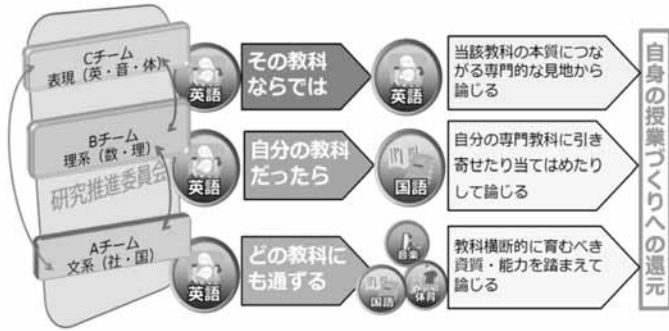 Cチーム
表現（英・音・体）
Bチーム
理系（数・理）
研究推進委員会
Aチーム
文系（社・国）
英語
その教科
ならでは
英語
当該教科の本質につな
がる専門的な見地から
論じる
英語
自分の教科
だったら
国語
自分の専門教科に引き
寄せたり当てはめたり
して論じる
英語
どの教科に
も通ずる
音楽
国語
体育
教科横断的に育むべき
資質・能力を踏まえて
論じる
自身の授業づくりへの還元